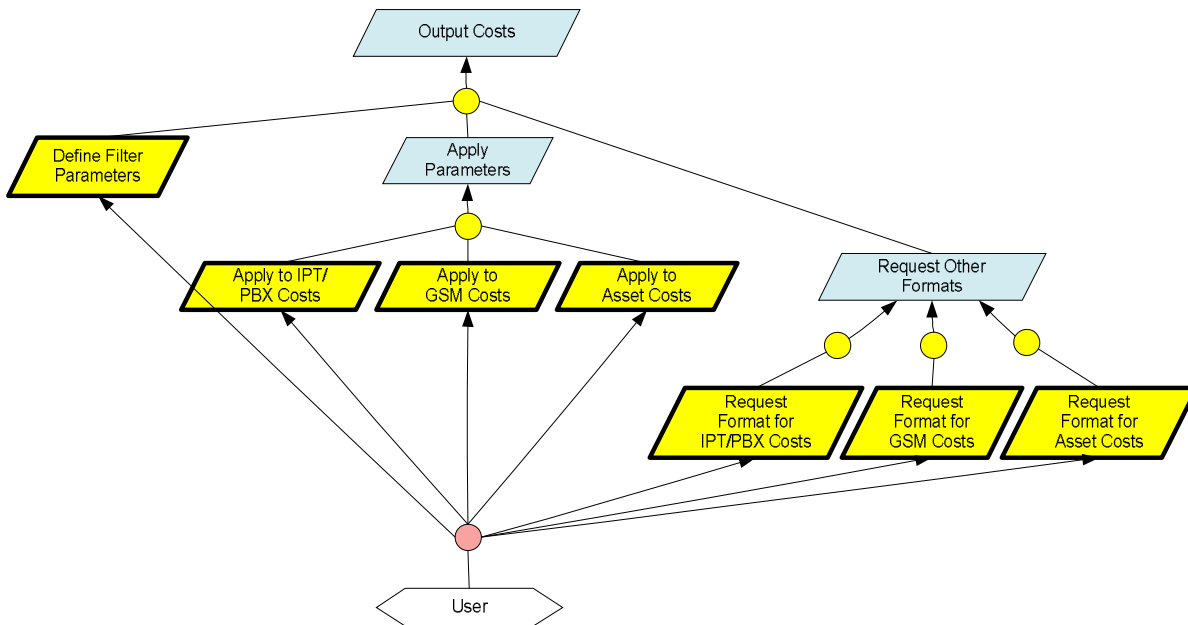 Output Costs
Define Filter
Parameters
Apply
Parameters
Apply to IPT/
PBX Costs
Apply to
GSM Costs
Apply to
Asset Costs
Request Other
Formats
Request
Format for
IPT/PBX Costs
Request
Format for
GSM Costs
Request
Format for
Asset Costs
User